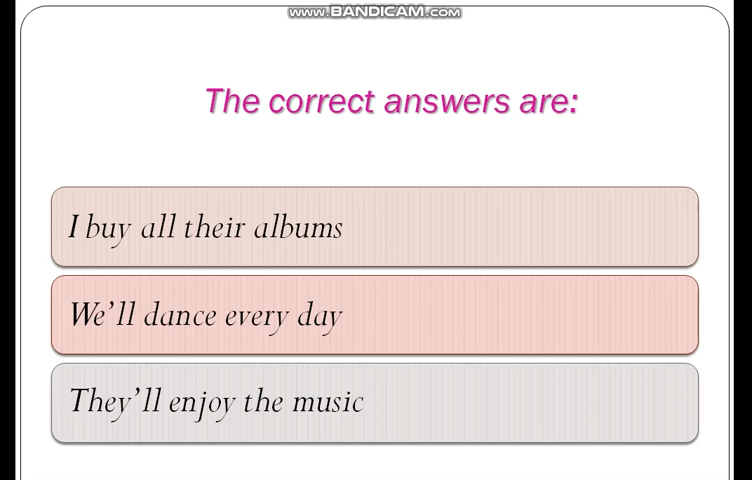 www.BANDICAM.com
The correct answers are:
I buy all their albums
We’ll dance every day
They’ll enjoy the music